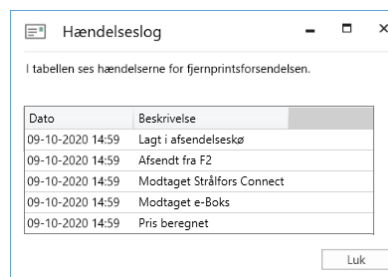 Hændelseslog
I tabellen ses hændelserne for fjernprintsforsendelsen.
Dato Beskrivelse
09-10-2020 14:59 Lagt i afsendelseskø
09-10-2020 14:59 Afsendt fra F2
09-10-2020 14:59 Modtaget Strålfors Connect
09-10-2020 14:59 Modtaget e-Boks
09-10-2020 14:59 Pris beregnet
Luk